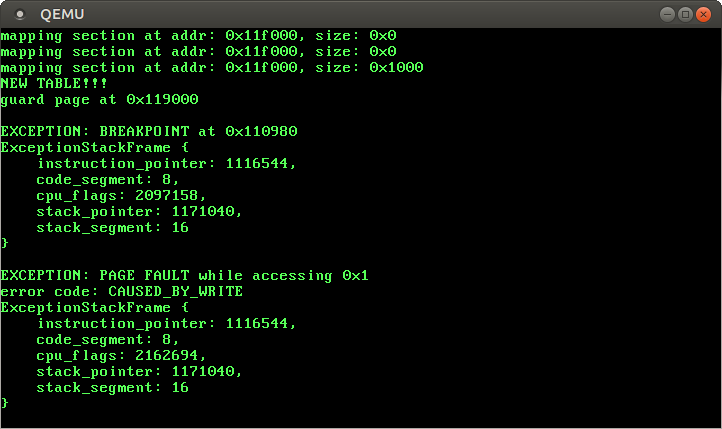 QEMU
mapping section at addr: 0x11f000, size: 0x0
mapping section at addr: 0x11f000, size: 0x0
mapping section at addr: 0x11f000, size: 0x1000
NEW TABLE!!!
guard page at 0x119000

EXCEPTION: BREAKPOINT at 0x110980
ExceptionStackFrame {
    instruction_pointer: 1116544,
    code_segment: 8,
    cpu_flags: 2097158,
    stack_pointer: 1171040,
    stack_segment: 16
}

EXCEPTION: PAGE FAULT while accessing 0x1
error code: CAUSED_BY_WRITE
ExceptionStackFrame {
    instruction_pointer: 1116544,
    code_segment: 8,
    cpu_flags: 2162694,
    stack_pointer: 1171040,
    stack_segment: 16
}